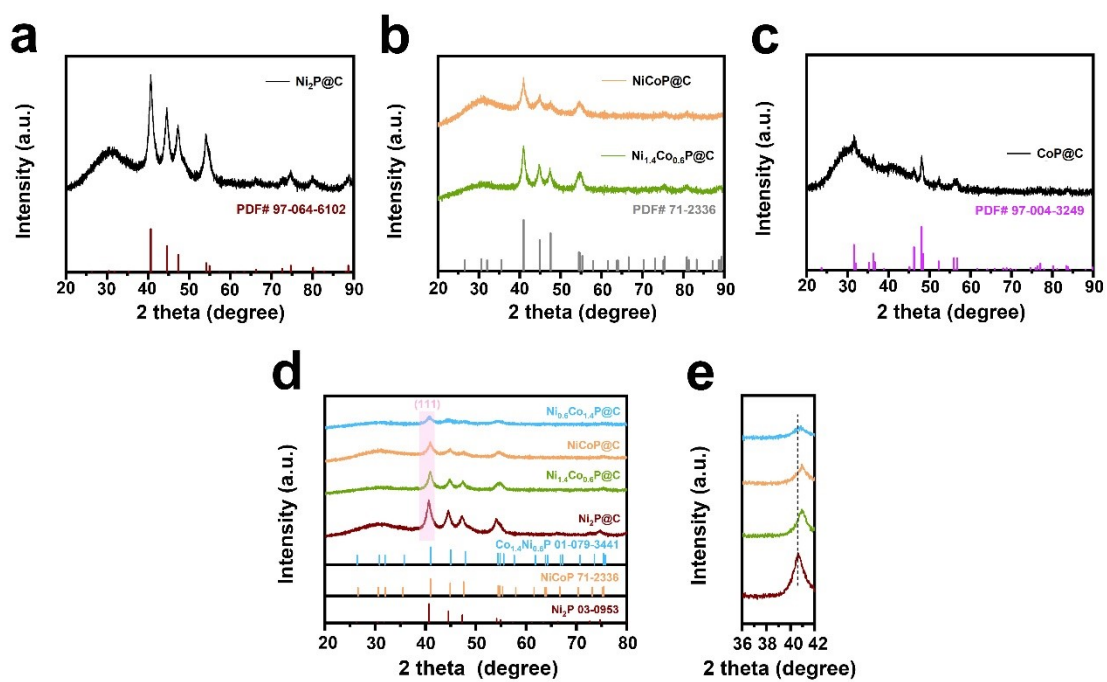 a
Intensity (a.u.)
Ni₂P@C
PDF# 97-064-6102
20 30 40 50 60 70 80 90
2 theta (degree)
b
Intensity (a.u.)
NiCoP@C
Ni₁.₄Co₀.₆P@C
PDF# 71-2336
20 30 40 50 60 70 80 90
2 theta (degree)
c
Intensity (a.u.)
CoP@C
PDF# 97-004-3249
20 30 40 50 60 70 80 90
2 theta (degree)
d
Intensity (a.u.)
(111)
Ni₀.₆Co₁.₄P@C
NiCoP@C
Ni₁.₄Co₀.₆P@C
Ni₂P@C
Co₁.₄Ni₀.₆P 01-079-3441
NiCoP 71-2336
Ni₂P 03-0953
20 30 40 50 60 70 80
2 theta (degree)
e
Intensity (a.u.)
36 38 40 42
2 theta (degree)